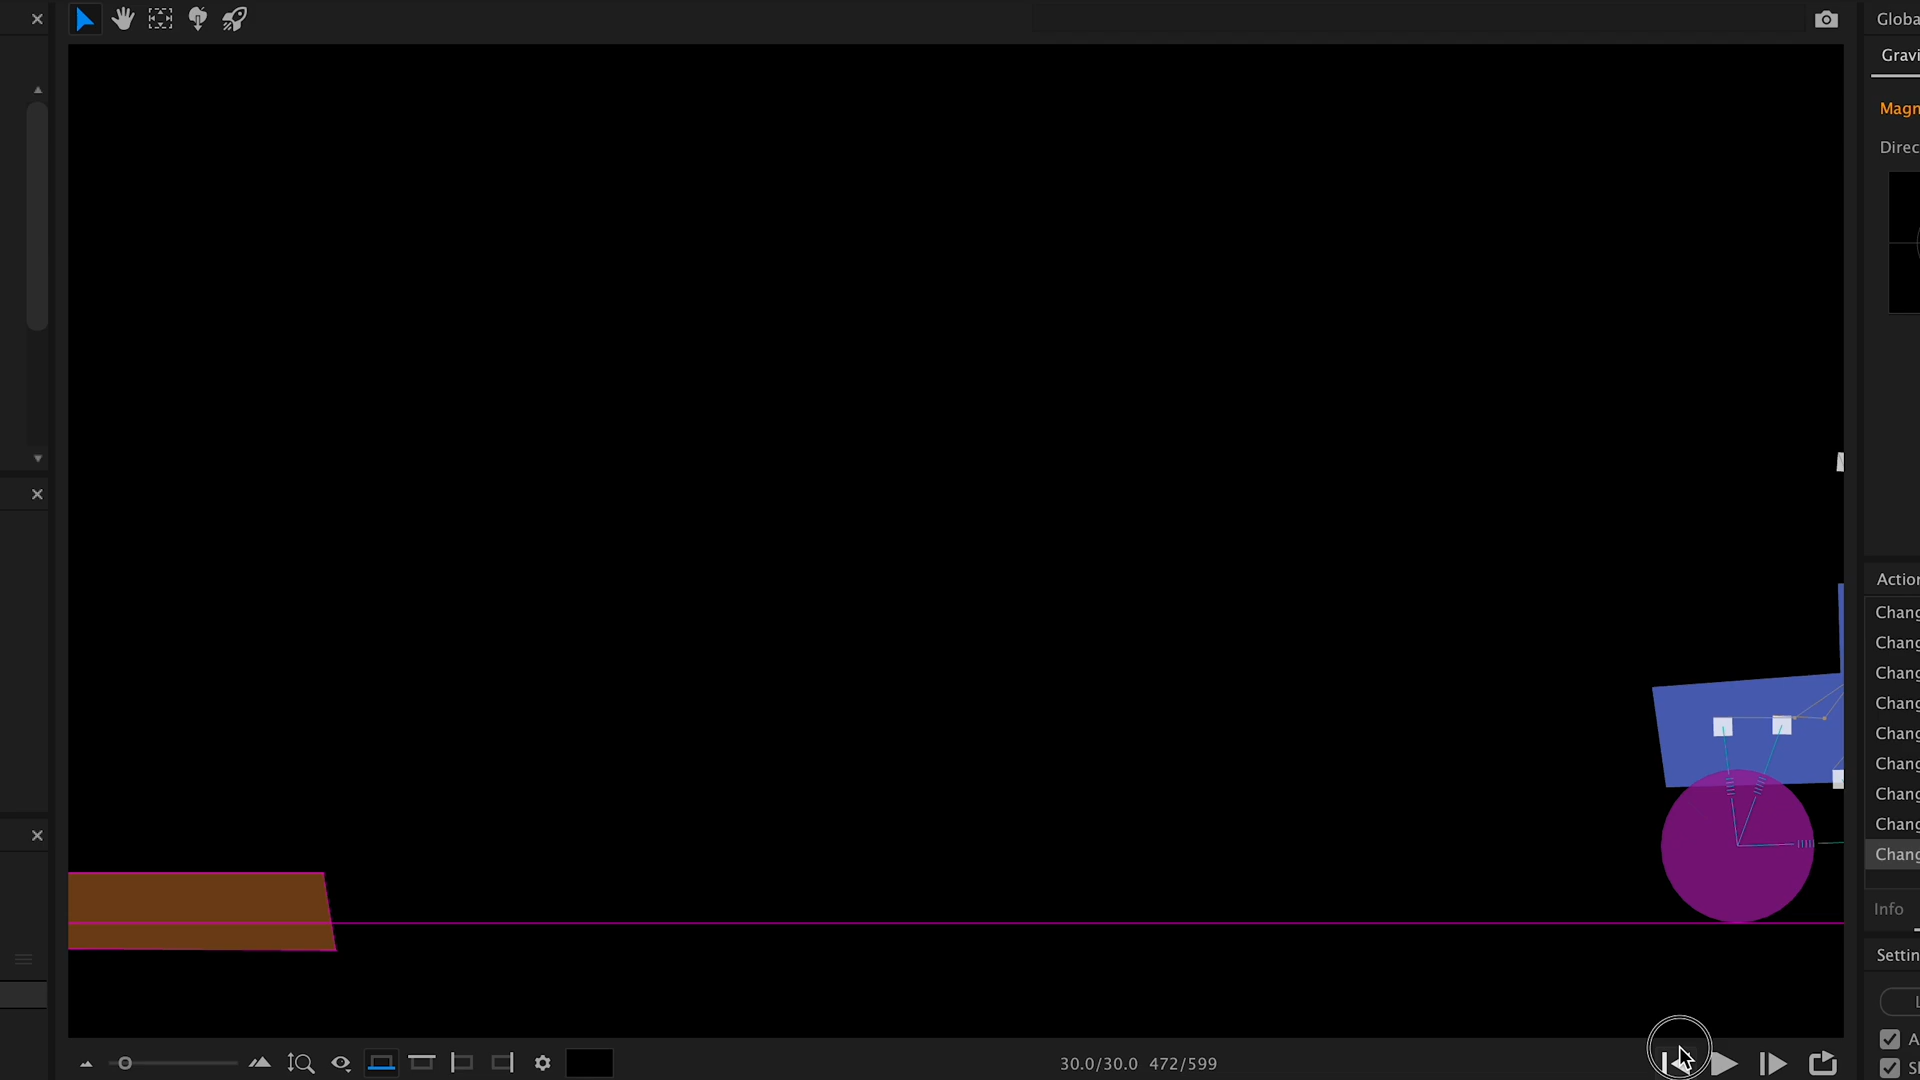 Globa
Gravi
Magn
Direc
Action
Chang
Chang
Chang
Chang
Chang
Chang
Chang
Chang
Chang
Info
Settin
L
A
S
30.0/30.0 472/599